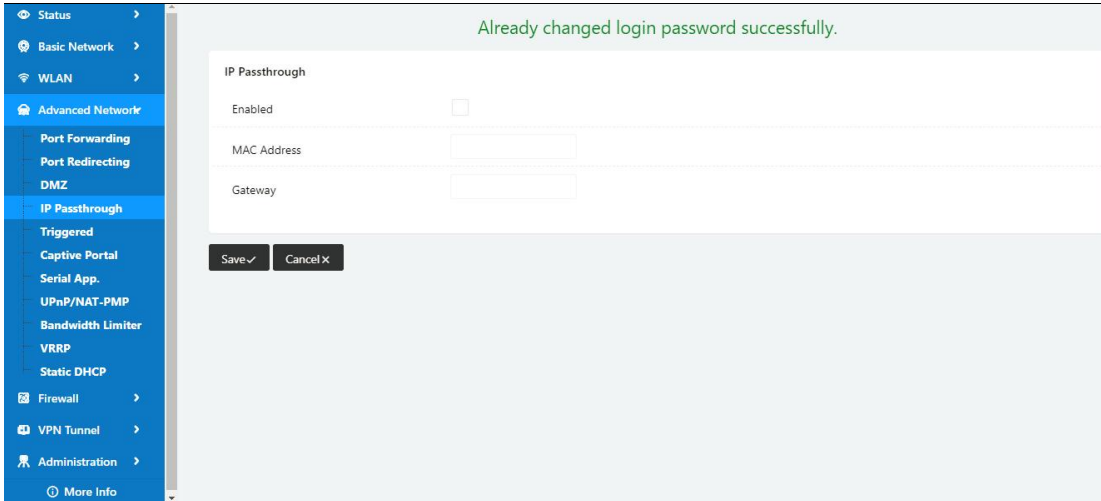 Status
Basic Network
WLAN
Advanced Network
Port Forwarding
Port Redirecting
DMZ
IP Passthrough
Triggered
Captive Portal
Serial App.
UPnP/NAT-PMP
Bandwidth Limiter
VRRP
Static DHCP
Firewall
VPN Tunnel
Administration
More Info
Already changed login password successfully.
IP Passthrough
Enabled
MAC Address
Gateway
Save Cancel